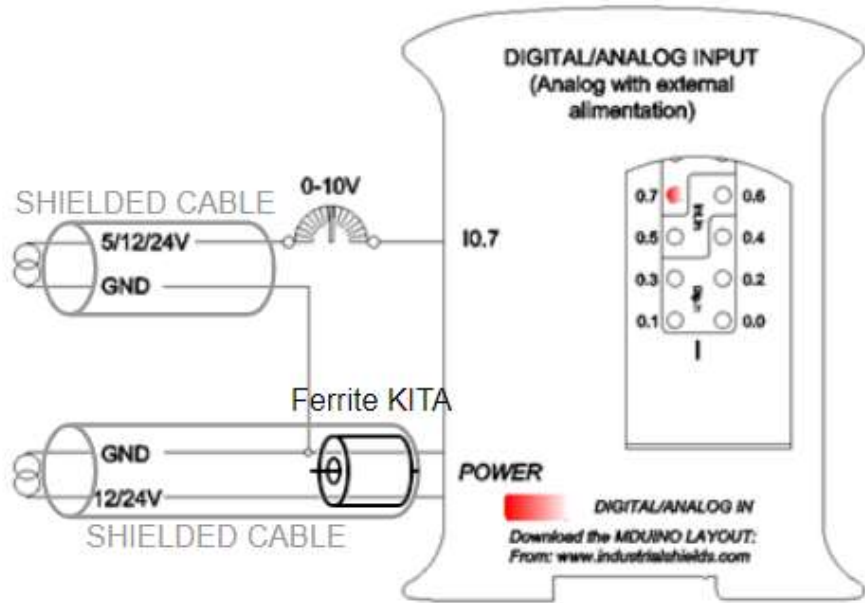 DIGITAL/ANALOG INPUT
(Analog with external
alimentation)
0-10V
SHIELDED CABLE
5/12/24V
GND
I0.7
0.7
0.6
0.5
0.4
0.3
0.2
0.1
0.0
I
Ferrite KITA
GND
12/24V
SHIELDED CABLE
POWER
DIGITAL/ANALOG IN
Download the MDUINO LAYOUT:
From: www.industrialshields.com